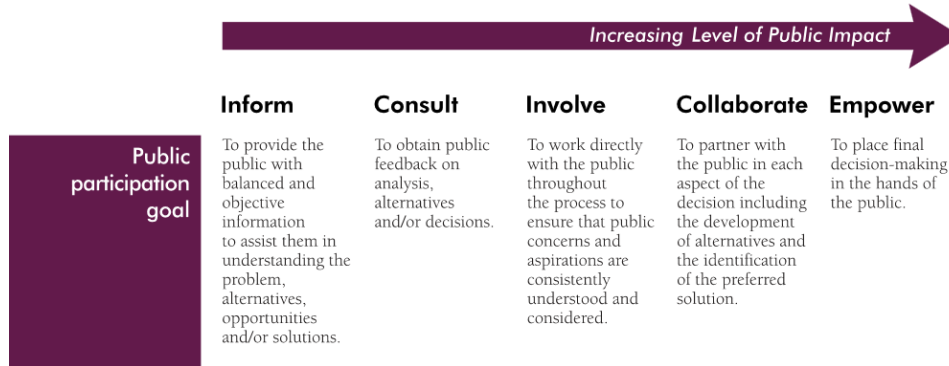 Increasing Level of Public Impact
Inform
Consult
Involve
Collaborate
Empower
Public
participation
goal
To provide the
public with
balanced and
objective
information
to assist them in
understanding the
problem,
alternatives,
opportunities
and/or solutions.
To obtain public
feedback on
analysis,
alternatives
and/or decisions.
To work directly
with the public
throughout
the process to
ensure that public
concerns and
aspirations are
consistently
understood and
considered.
To partner with
the public in each
aspect of the
decision including
the development
of alternatives and
the identification
of the preferred
solution.
To place final
decision-making
in the hands of
the public.